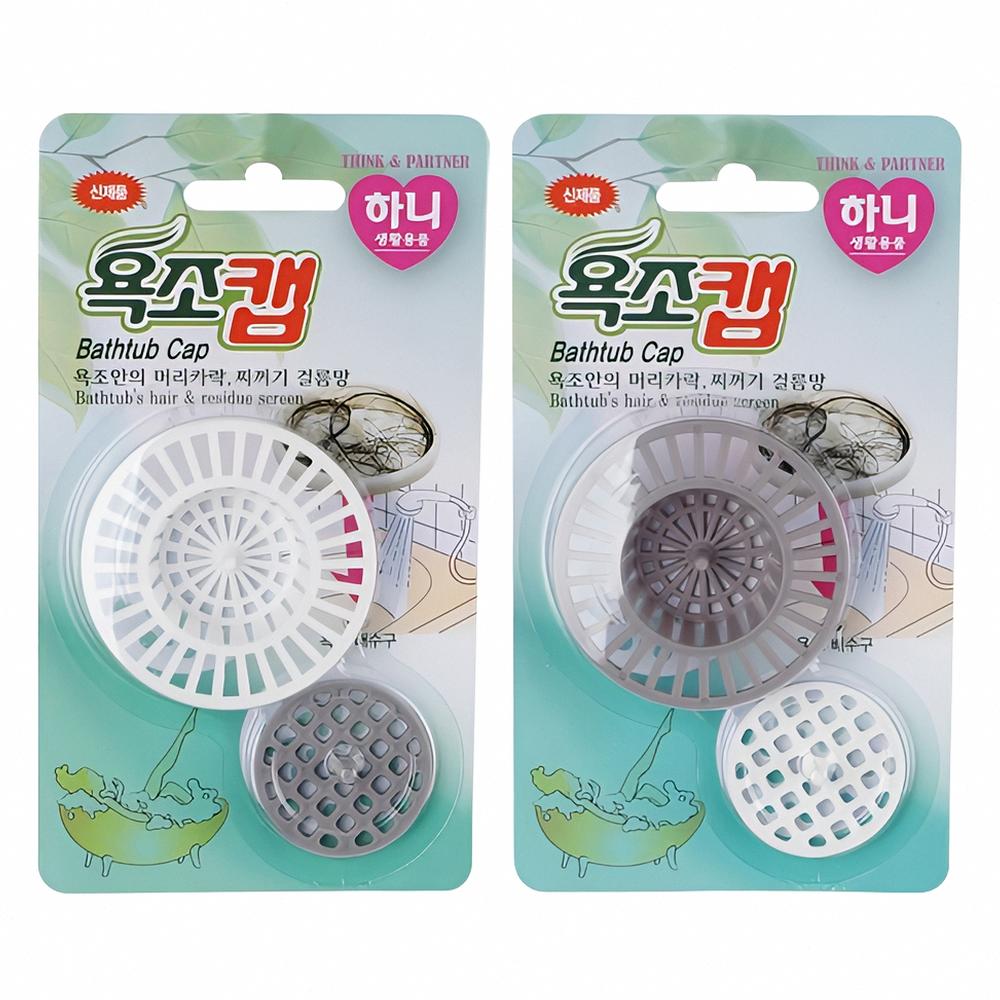 THINK & PARTNER
신제품
하니
생활용품
욕조캡
Bathtub Cap
욕조안의 머리카락, 찌꺼기 걸름망
Bathtub's hair & residue screen
THINK & PARTNER
신제품
하니
생활용품
욕조캡
Bathtub Cap
욕조안의 머리카락, 찌꺼기 걸름망
Bathtub's hair & residue screen